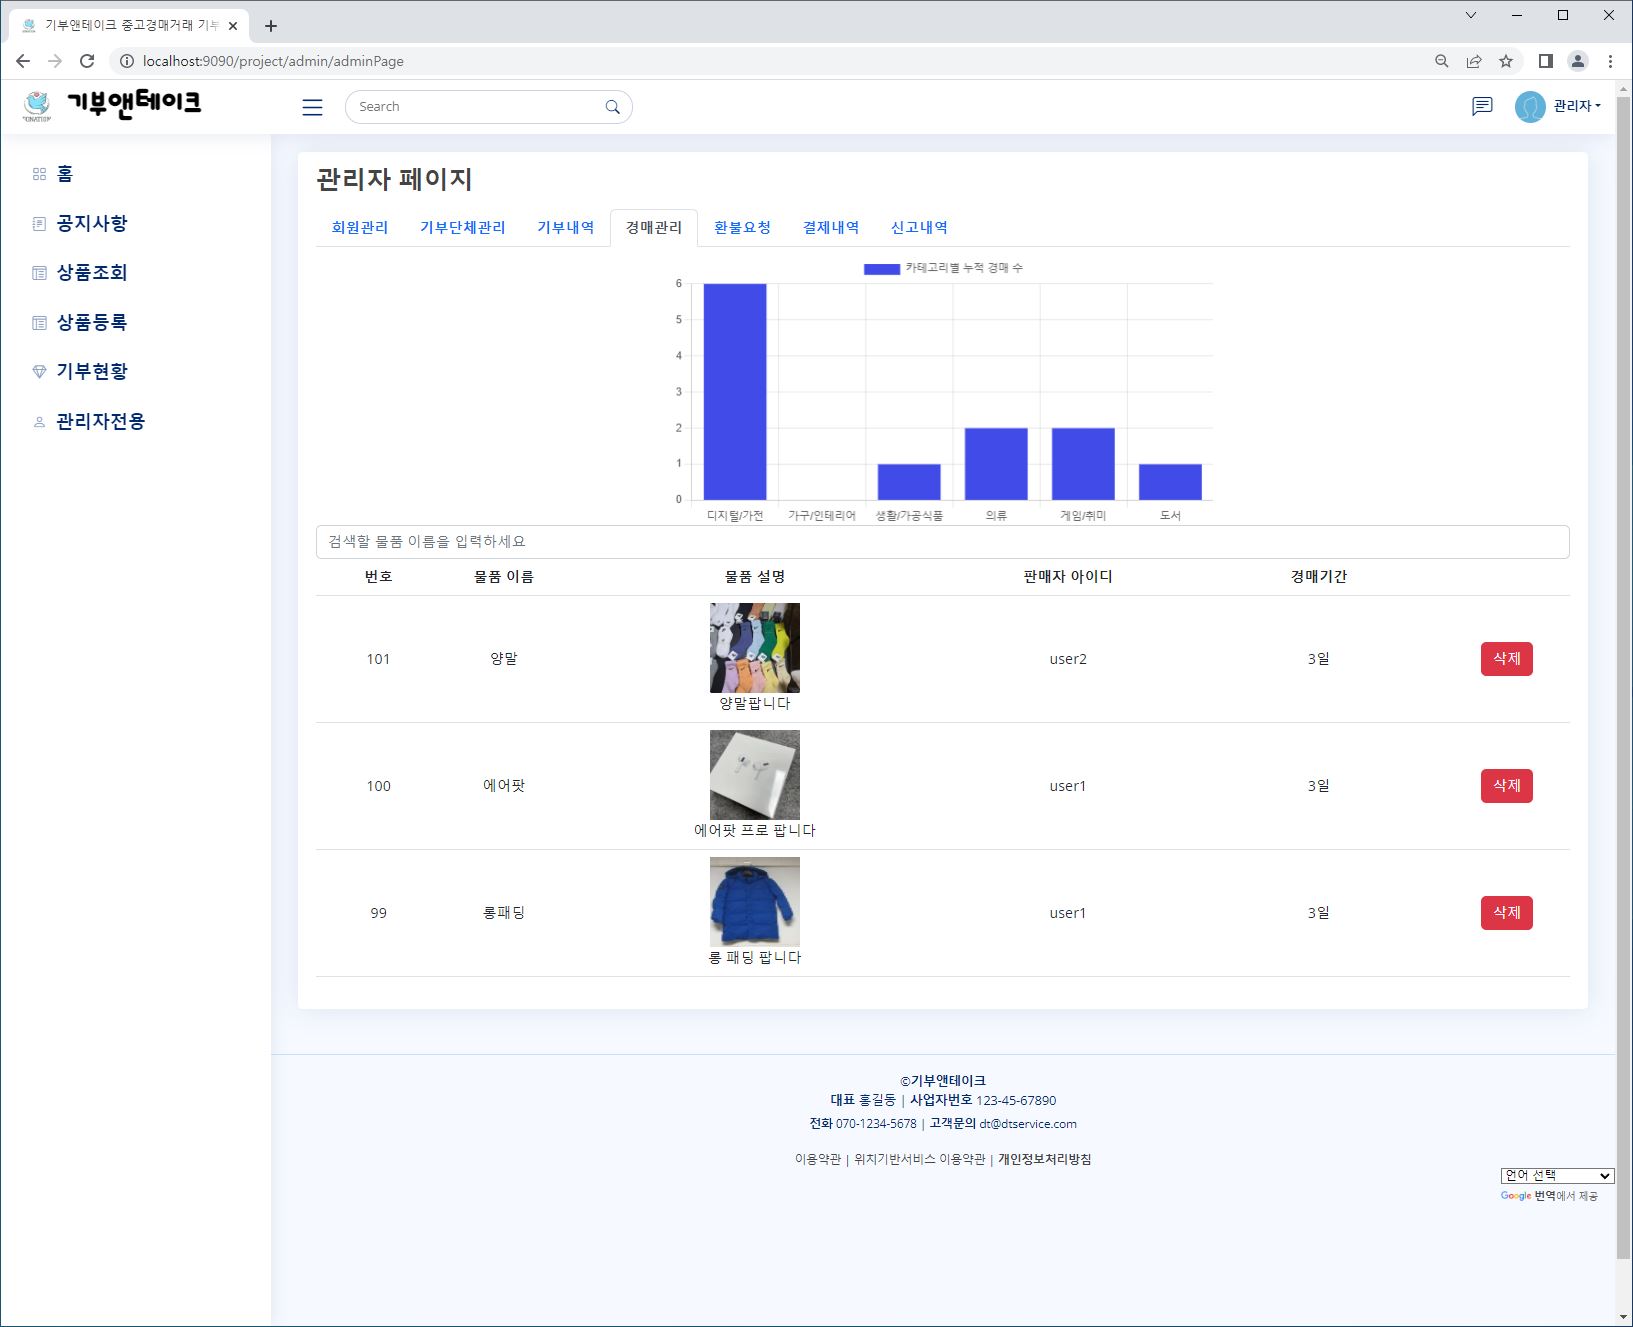 기부앤테이크 중고경매거래 기부
localhost:9090/project/admin/adminPage
기부앤테이크
Search
관리자
홈
공지사항
상품조회
상품등록
기부현황
관리자전용
관리자 페이지
회원관리 기부단체관리 기부내역 경매관리 환불요청 결제내역 신고내역
카테고리별 누적 경매 수
6
5
4
3
2
1
0
디지털/가전 가구/인테리어 생활/가공식품 의류 게임/취미 도서
검색할 물품 이름을 입력하세요
번호 물품 이름 물품 설명 판매자 아이디 경매기간
101 양말 user2 3일 삭제
양말팝니다
100 에어팟 user1 3일 삭제
에어팟 프로 팝니다
99 롱패딩 user1 3일 삭제
롱 패딩 팝니다
©기부앤테이크
대표 홍길동 | 사업자번호 123-45-67890
전화 070-1234-5678 | 고객문의 dt@dtservice.com
이용약관 | 위치기반서비스 이용약관 | 개인정보처리방침
언어 선택
Google 번역에서 제공